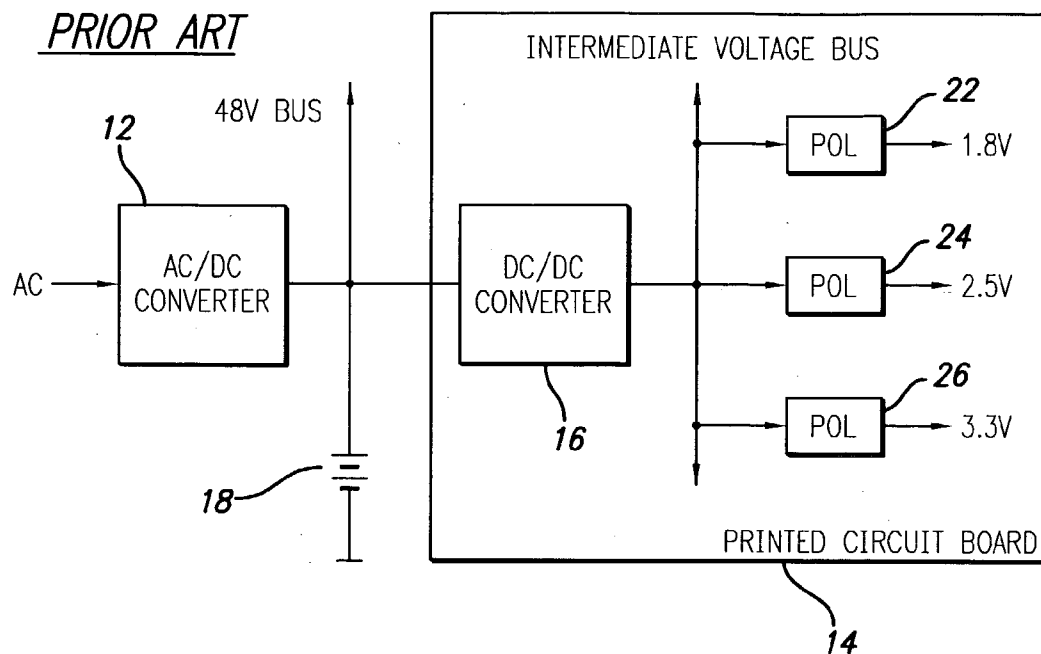 PRIOR ART
INTERMEDIATE VOLTAGE BUS
48V BUS
12
22
POL
1.8V
AC
AC/DC
CONVERTER
DC/DC
CONVERTER
24
POL
2.5V
16
26
POL
3.3V
18
PRINTED CIRCUIT BOARD
14